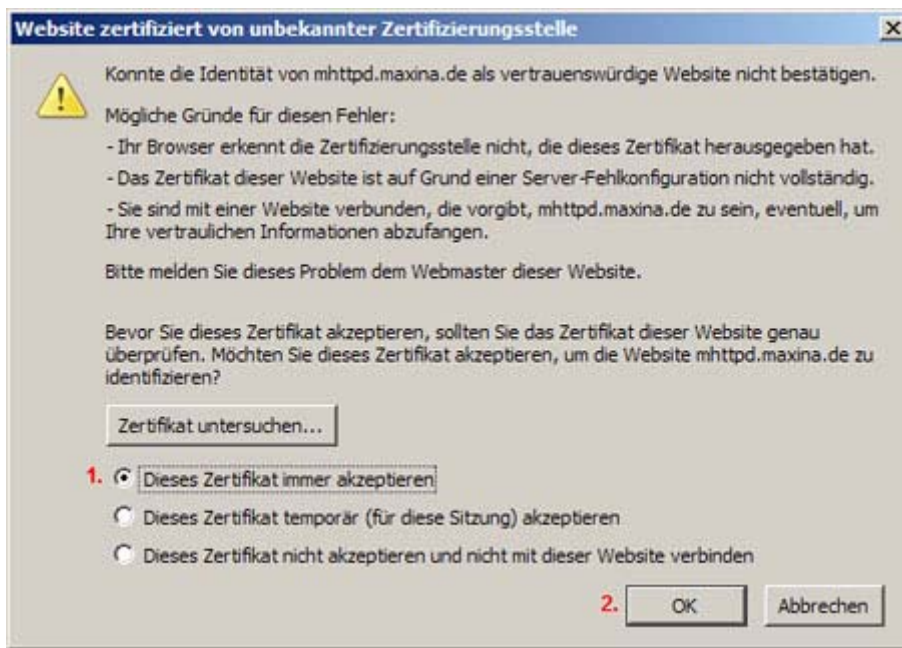 Website zertifiziert von unbekannter Zertifizierungsstelle
Konnte die Identität von mhttpd.maxina.de als vertrauenswürdige Website nicht bestätigen.
Mögliche Gründe für diesen Fehler:
- Ihr Browser erkennt die Zertifizierungsstelle nicht, die dieses Zertifikat herausgegeben hat.
- Das Zertifikat dieser Website ist auf Grund einer Server-Fehlkonfiguration nicht vollständig.
- Sie sind mit einer Website verbunden, die vorgibt, mhttpd.maxina.de zu sein, eventuell, um
Ihre vertraulichen Informationen abzufangen.
Bitte melden Sie dieses Problem dem Webmaster dieser Website.
Bevor Sie dieses Zertifikat akzeptieren, sollten Sie das Zertifikat dieser Website genau
überprüfen. Möchten Sie dieses Zertifikat akzeptieren, um die Website mhttpd.maxina.de zu
identifizieren?
Zertifikat untersuchen...
1. Dieses Zertifikat immer akzeptieren
Dieses Zertifikat temporär (für diese Sitzung) akzeptieren
Dieses Zertifikat nicht akzeptieren und nicht mit dieser Website verbinden
2. OK Abbrechen